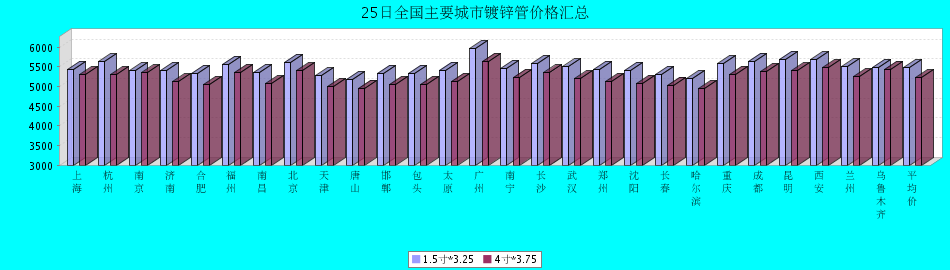 25日全国主要城市镀锌管价格汇总
6000
5500
5000
4500
4000
3500
3000
上海 杭州 南京 济南 合肥 福州 南昌 北京 天津 唐山 邯郸 包头 太原 广州 南宁 长沙 武汉 郑州 沈阳 长春 哈尔滨 重庆 成都 昆明 西安 兰州 乌鲁木齐 平均价
1.5寸*3.25 4寸*3.75